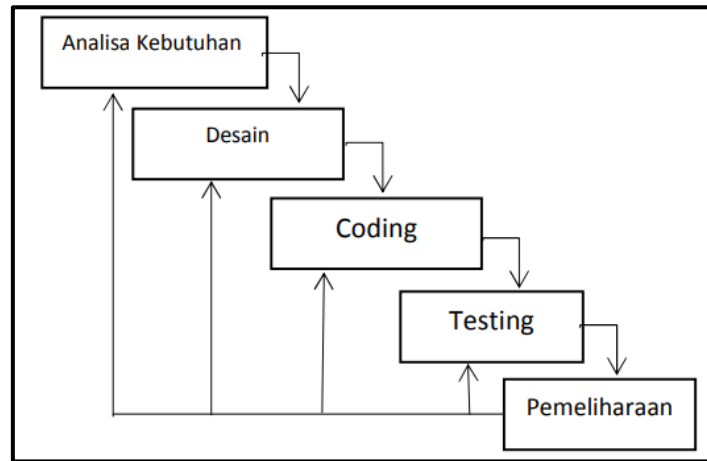 Analisa Kebutuhan
Desain
Coding
Testing
Pemeliharaan